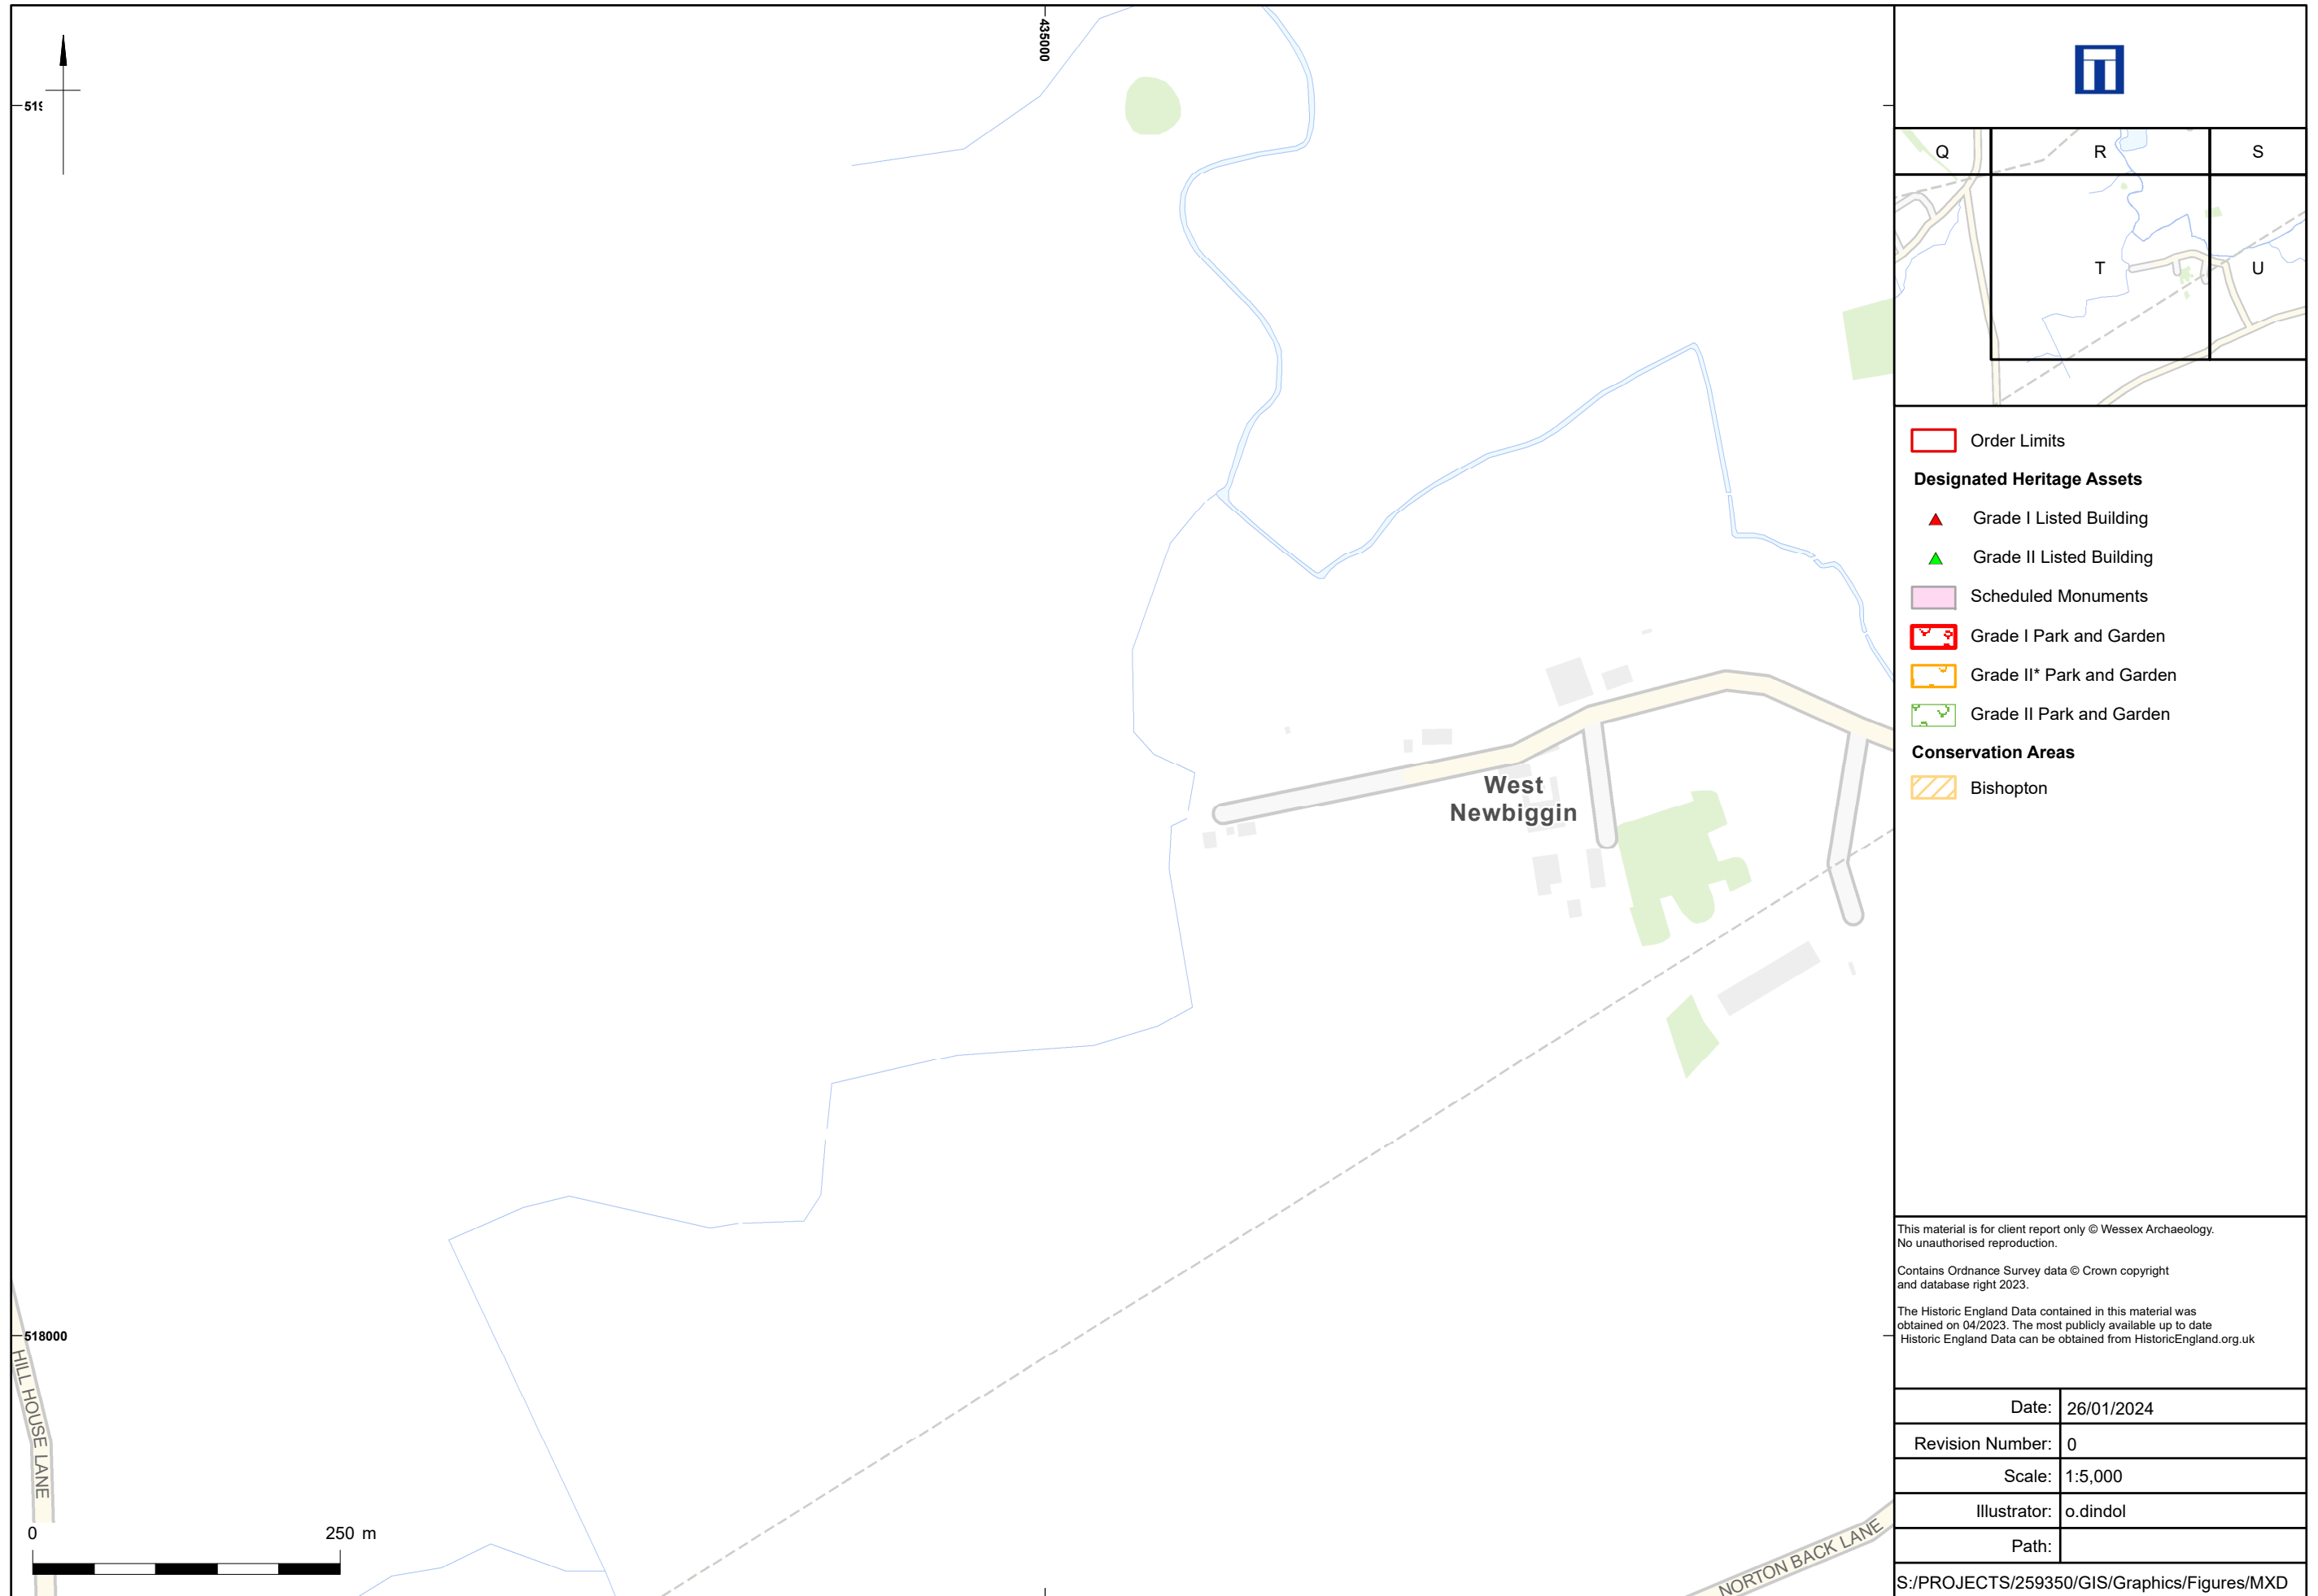 435000
519
518000
West
Newbiggin
HILL HOUSE LANE
NORTON BACK LANE
0 250 m
Q R S
T U
Order Limits
Designated Heritage Assets
Grade I Listed Building
Grade II Listed Building
Scheduled Monuments
Grade I Park and Garden
Grade II* Park and Garden
Grade II Park and Garden
Conservation Areas
Bishopton
This material is for client report only © Wessex Archaeology.
No unauthorised reproduction.
Contains Ordnance Survey data © Crown copyright
and database right 2023.
The Historic England Data contained in this material was
obtained on 04/2023. The most publicly available up to date
Historic England Data can be obtained from HistoricEngland.org.uk
Date: 26/01/2024
Revision Number: 0
Scale: 1:5,000
Illustrator: o.dindol
Path:
S:/PROJECTS/259350/GIS/Graphics/Figures/MXD